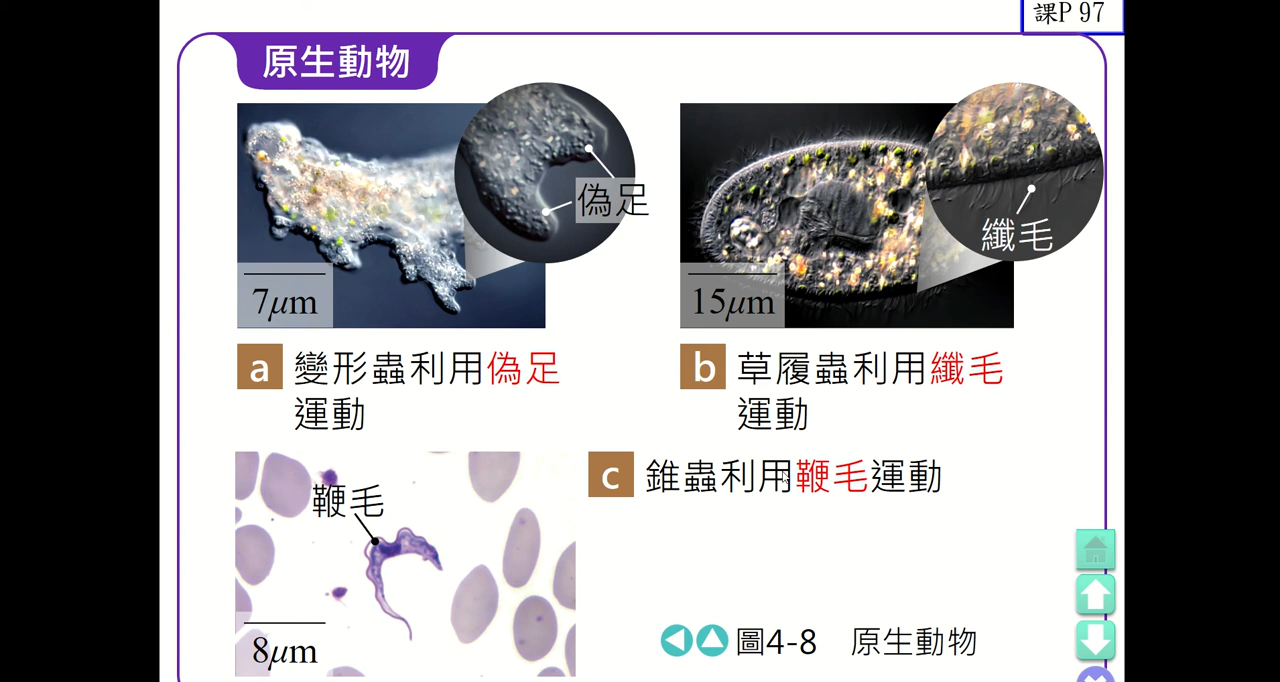 課P 97
原生動物
偽足
7μm
纖毛
15μm
a 變形蟲利用偽足
運動
b 草履蟲利用纖毛
運動
鞭毛
8μm
c 錐蟲利用鞭毛運動
圖4-8 原生動物